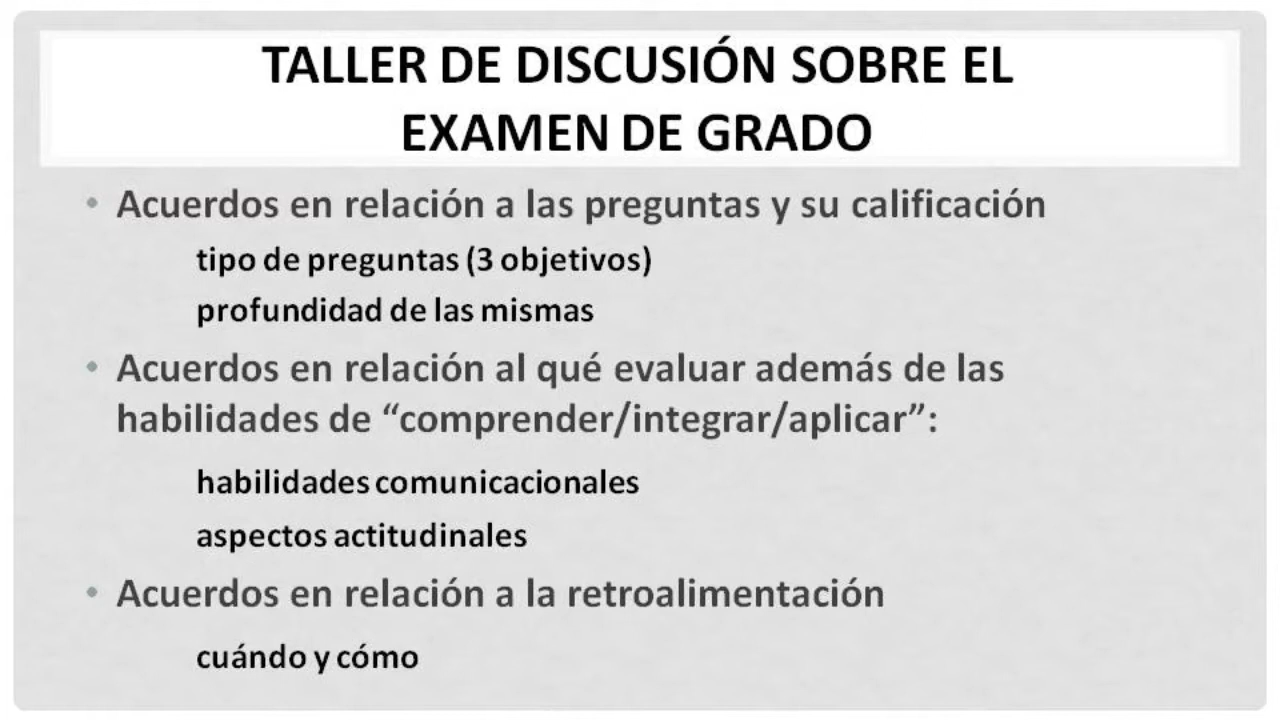 TALLER DE DISCUSIÓN SOBRE EL
EXAMEN DE GRADO
• Acuerdos en relación a las preguntas y su calificación
tipo de preguntas (3 objetivos)
profundidad de las mismas
• Acuerdos en relación al qué evaluar además de las
habilidades de “comprender/integrar/aplicar”:
habilidades comunicacionales
aspectos actitudinales
• Acuerdos en relación a la retroalimentación
cuándo y cómo